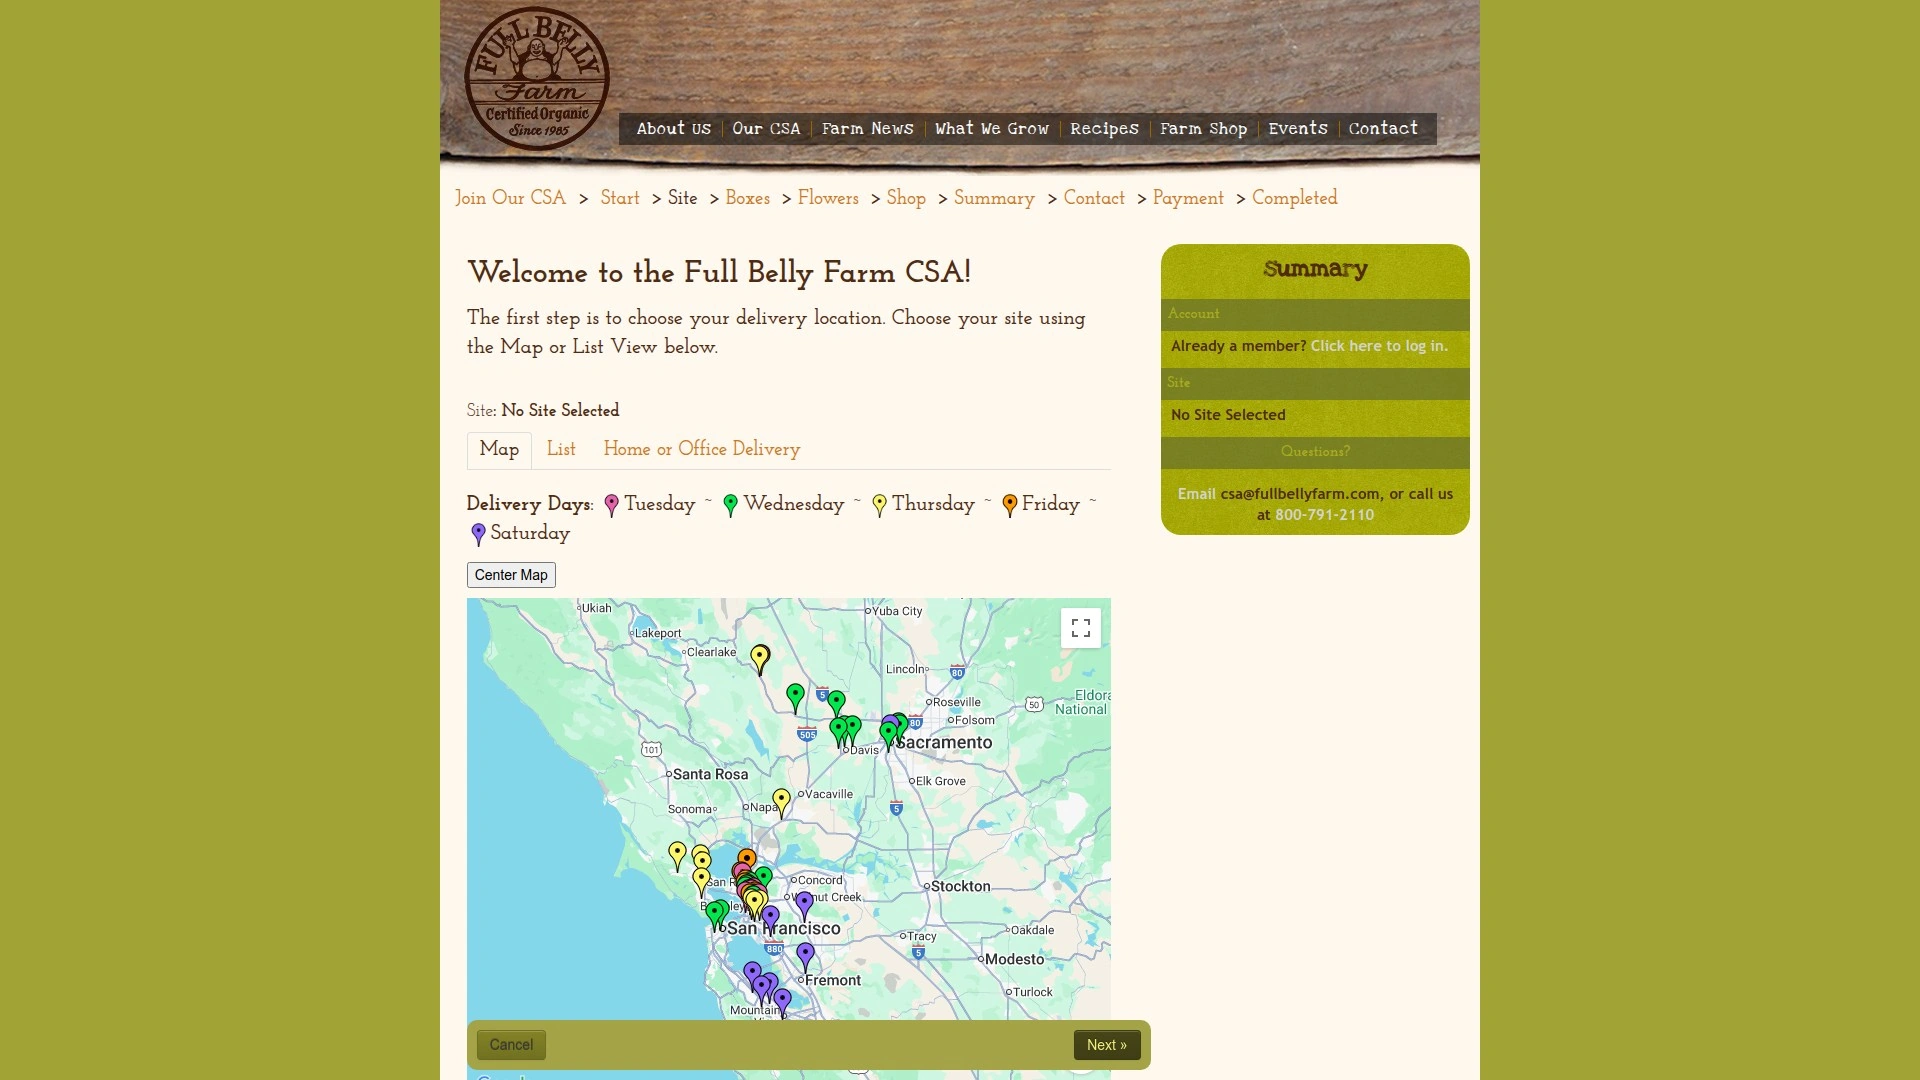 FULL BELLY
Farm
Certified Organic
Since 1985
About Us Our CSA Farm News What We Grow Recipes Farm Shop Events Contact
Join Our CSA > Start > Site > Boxes > Flowers > Shop > Summary > Contact > Payment > Completed
Welcome to the Full Belly Farm CSA!
The first step is to choose your delivery location. Choose your site using
the Map or List View below.
Site: No Site Selected
Map List Home or Office Delivery
Delivery Days: Tuesday ~ Wednesday ~ Thursday ~ Friday ~
Saturday
Center Map
Ukiah
Yuba City
Lakeport
Clearlake
Lincoln
80
Roseville
5
50
Eldora
National
Folsom
80
505
101
Davis
Sacramento
Santa Rosa
Elk Grove
Vacaville
Sonoma
Napa
5
San R
Concord
Stockton
Walnut Creek
San Francisco
880
Tracy
Oakdale
5
Modesto
Fremont
Turlock
Mountain
Cancel
Next »
Summary
Account
Already a member? Click here to log in.
Site
No Site Selected
Questions?
Email csa@fullbellyfarm.com, or call us
at 800-791-2110